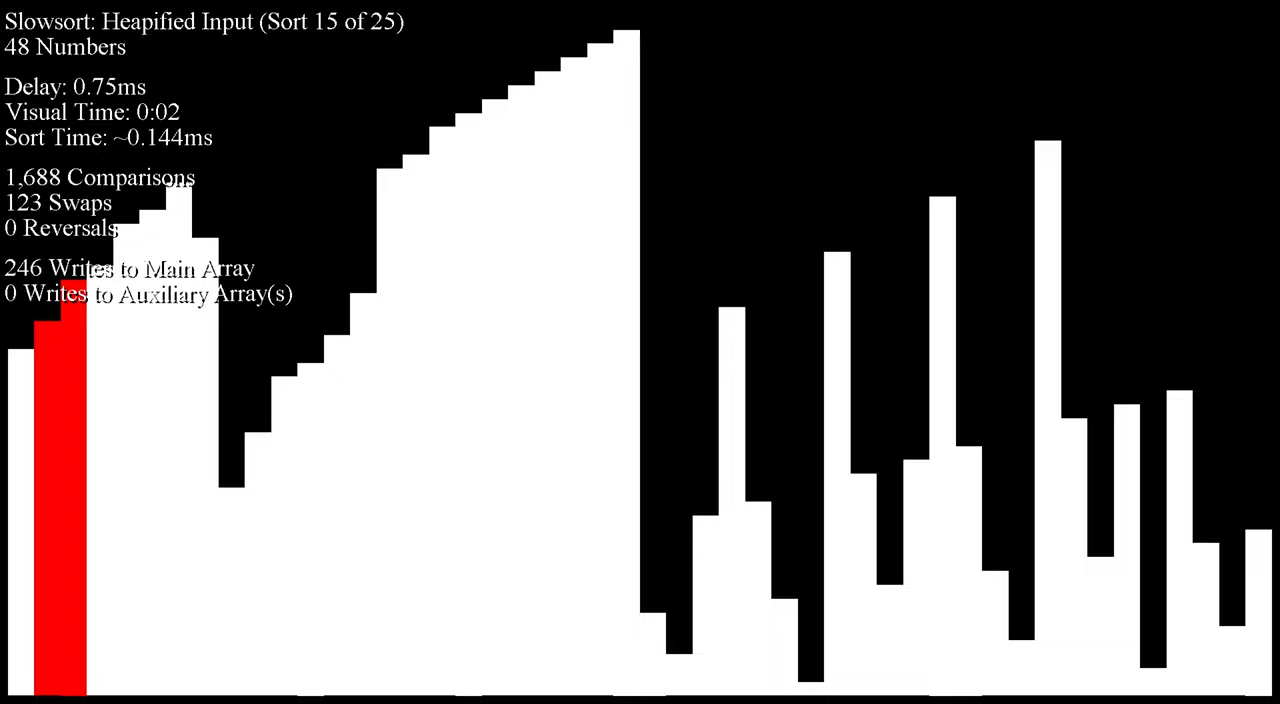 Slowsort: Heapified Input (Sort 15 of 25)
48 Numbers
Delay: 0.75ms
Visual Time: 0:02
Sort Time: ~0.144ms
1,688 Comparisons
123 Swaps
0 Reversals
246 Writes to Main Array
0 Writes to Auxiliary Array(s)